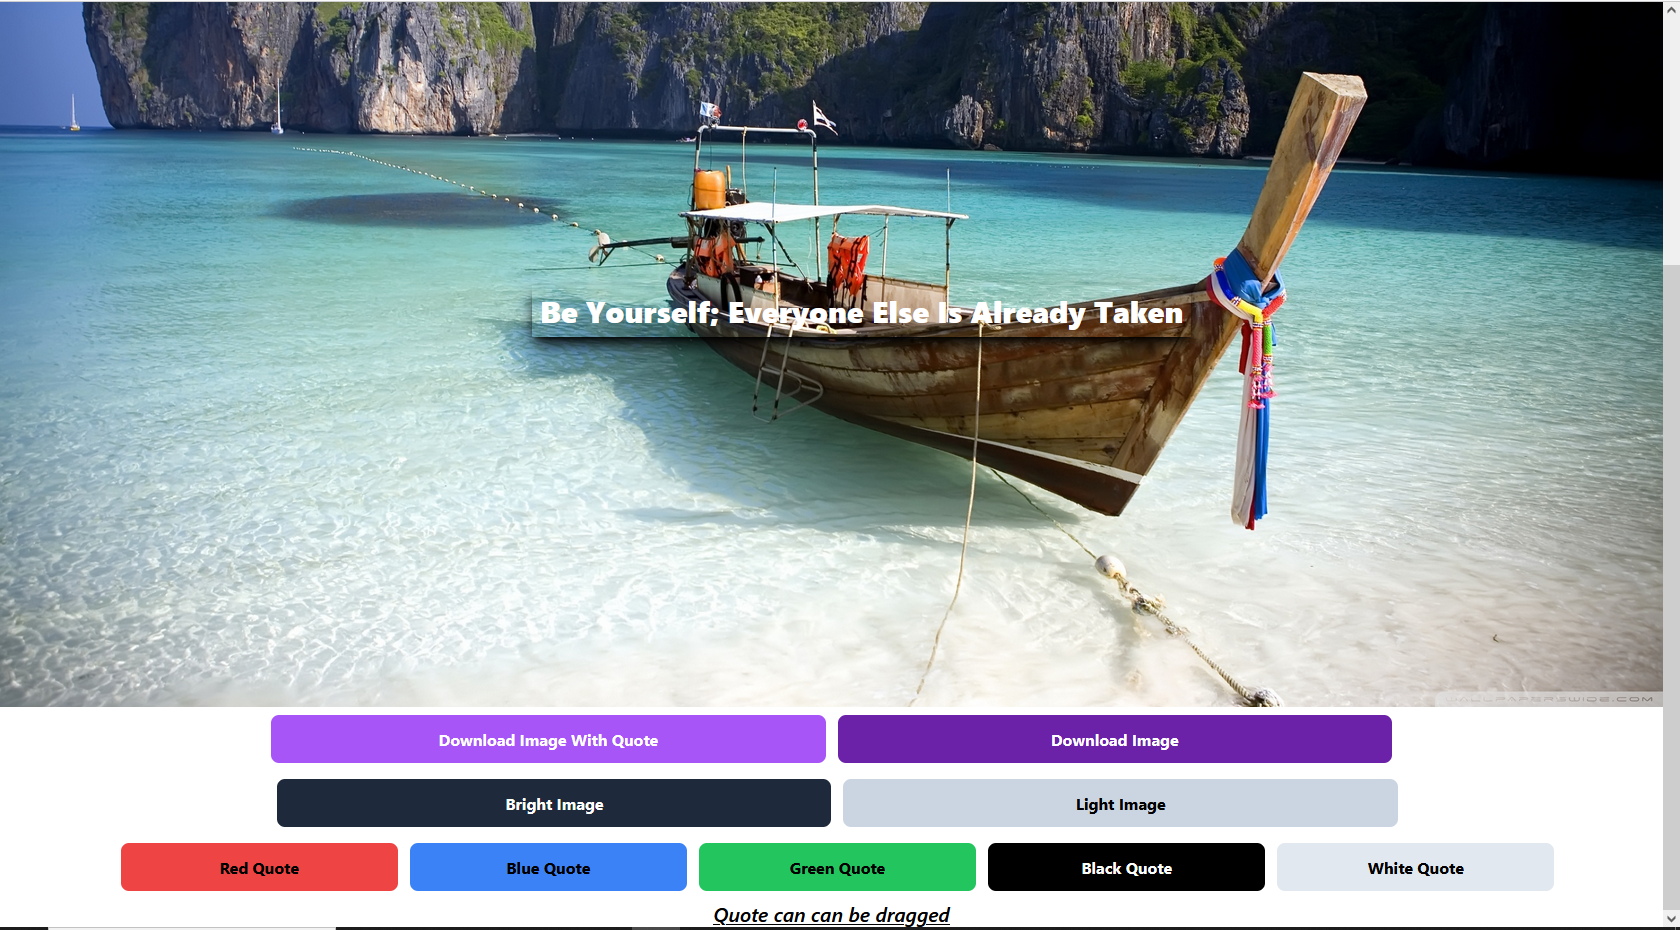 Be Yourself; Everyone Else Is Already Taken
WALLPAPERSWIDE.COM
Download Image With Quote
Download Image
Bright Image
Light Image
Red Quote
Blue Quote
Green Quote
Black Quote
White Quote
Quote can can be dragged